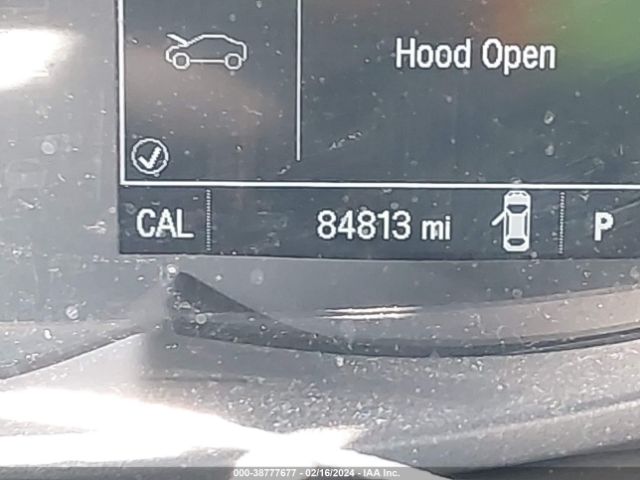 Hood Open
CAL 84813 mi P
000-38777677 - 02/16/2024 - IAA Inc.